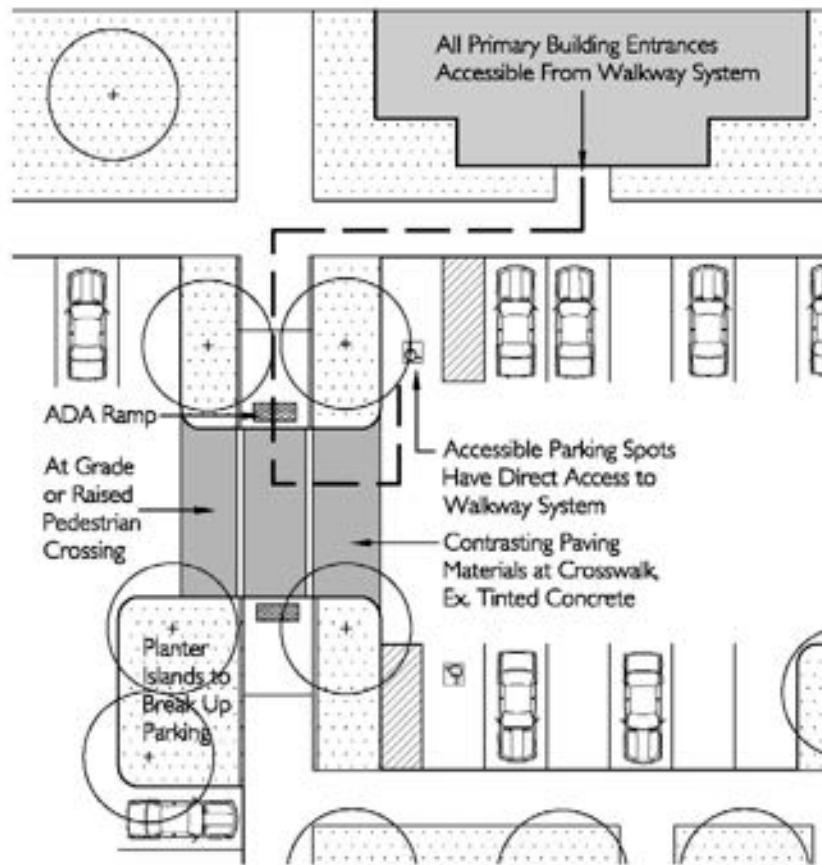 All Primary Building Entrances
Accessible From Walkway System
ADA Ramp
At Grade
or Raised
Pedestrian
Crossing
Accessible Parking Spots
Have Direct Access to
Walkway System
Contrasting Paving
Materials at Crosswalk,
Ex. Tinted Concrete
Planter
Islands to
Break Up
Parking